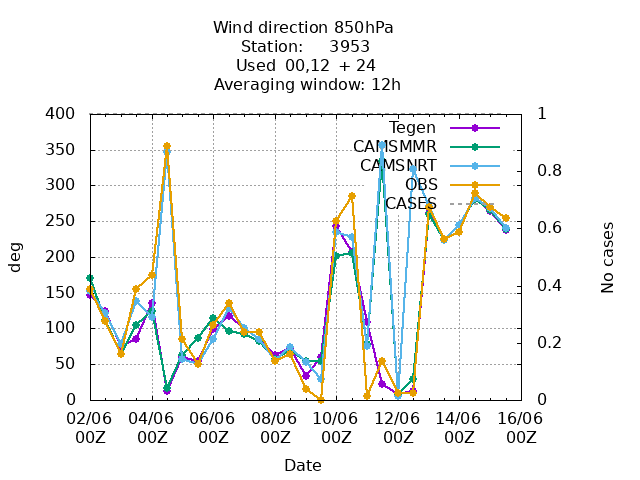 Wind direction 850hPa
Station: 3953
Used 00,12 + 24
Averaging window: 12h
400
350
300
250
200
150
100
50
0
deg
1
0.8
0.6
0.4
0.2
0
No cases
Tegen
CAMSMMR
CAMSNRT
OBS
CASES
02/06 04/06 06/06 08/06 10/06 12/06 14/06 16/06
00Z 00Z 00Z 00Z 00Z 00Z 00Z 00Z
Date